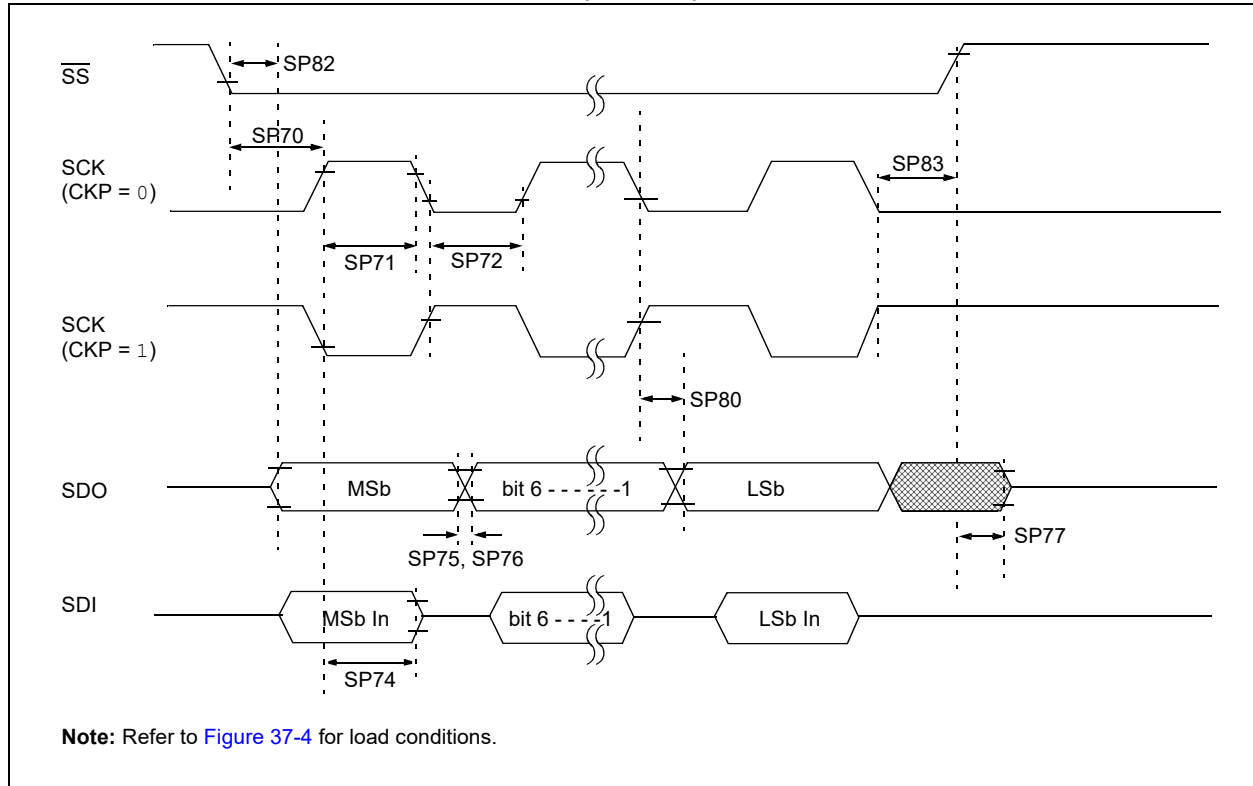 SS
SP82
SP70
SCK
(CKP = 0)
SP83
SP71
SP72
SCK
(CKP = 1)
SP80
SDO
MSb
bit 6 - - - - - -1
LSb
SP75, SP76
SP77
SDI
MSb In
bit 6 - - - -1
LSb In
SP74
Note: Refer to Figure 37-4 for load conditions.